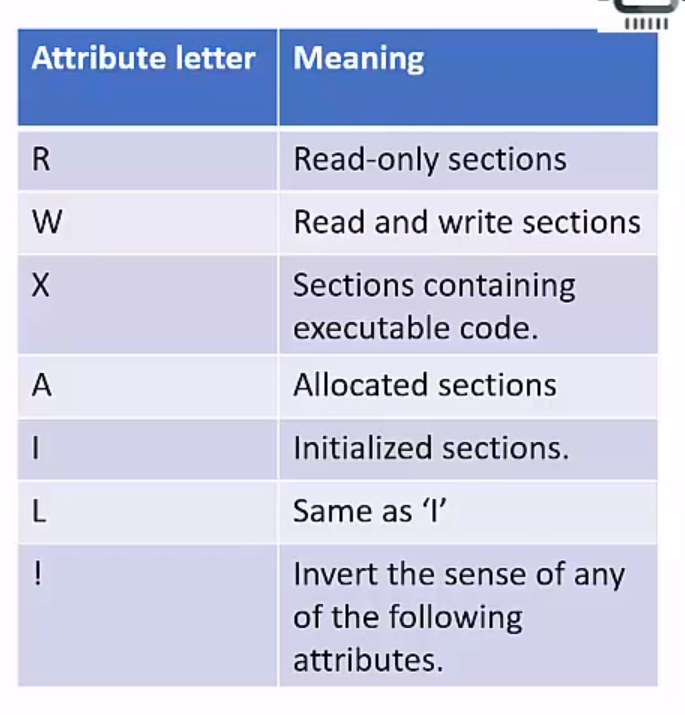 Attribute letter Meaning
R Read-only sections
W Read and write sections
X Sections containing
executable code.
A Allocated sections
I Initialized sections.
L Same as ‘I’
! Invert the sense of any
of the following
attributes.